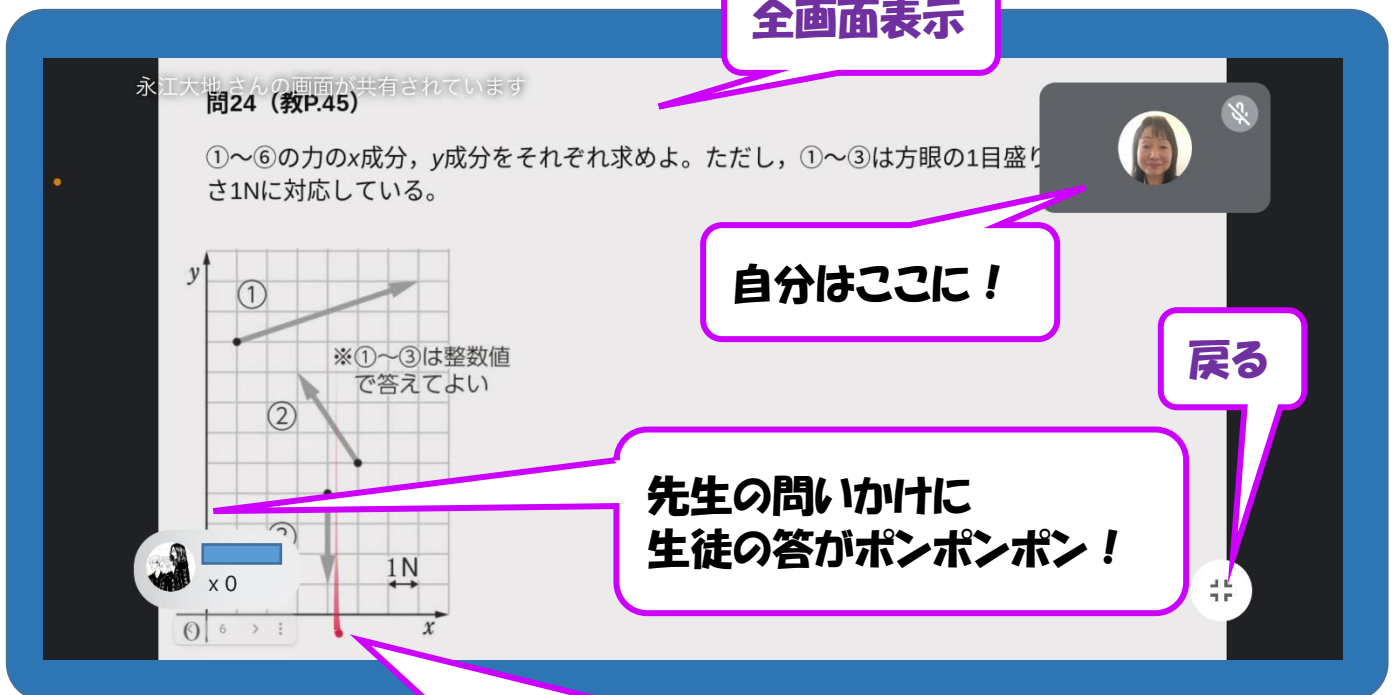 全画面表示
永江大地 さんの画面が共有されています
問24（教P.45）
①～⑥の力のx成分，y成分をそれぞれ求めよ。ただし，①～③は方眼の1目盛り
さ1Nに対応している。
自分はここに！
y
①
※①～③は整数値
で答えてよい
戻る
②
先生の問いかけに
生徒の答がポンポンポン！
1N
x 0
O
6
x